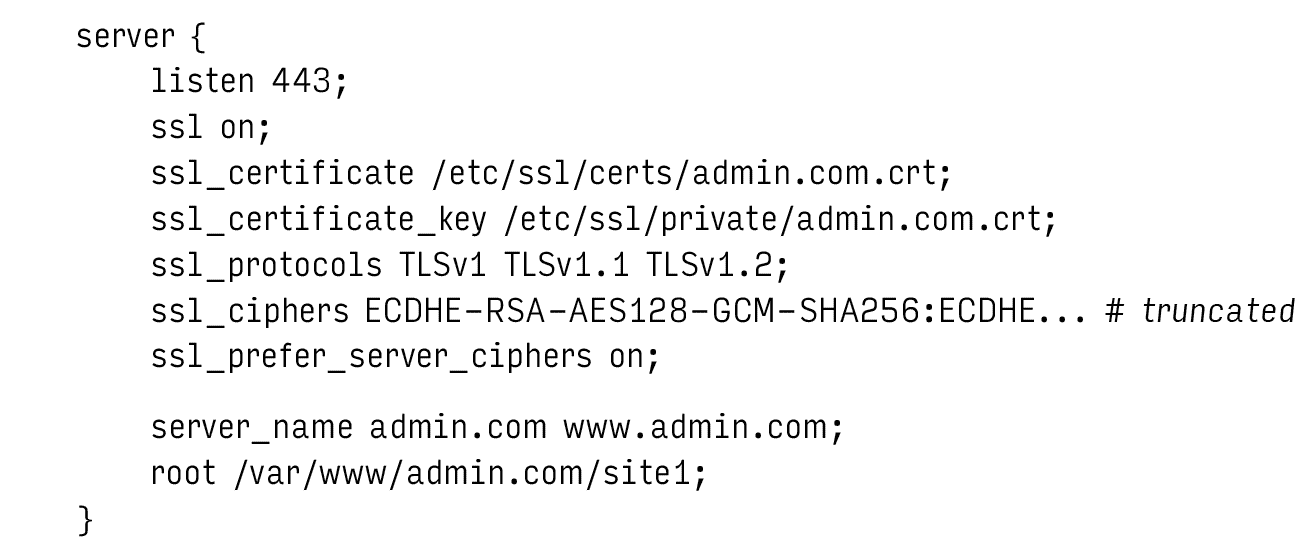 server {
listen 443;
ssl on;
ssl_certificate /etc/ssl/certs/admin.com.crt;
ssl_certificate_key /etc/ssl/private/admin.com.crt;
ssl_protocols TLSv1 TLSv1.1 TLSv1.2;
ssl_ciphers ECDHE-RSA-AES128-GCM-SHA256:ECDHE... # truncated
ssl_prefer_server_ciphers on;
server_name admin.com www.admin.com;
root /var/www/admin.com/site1;
}